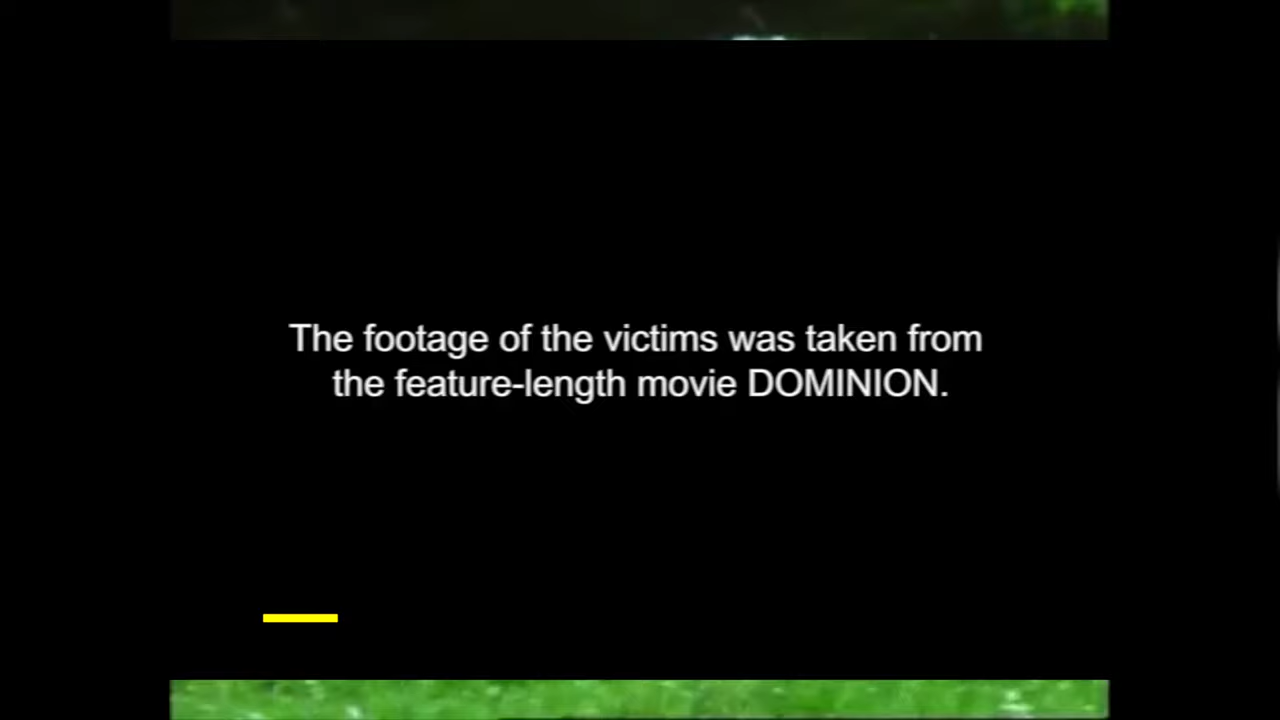 The footage of the victims was taken from
the feature-length movie DOMINION.